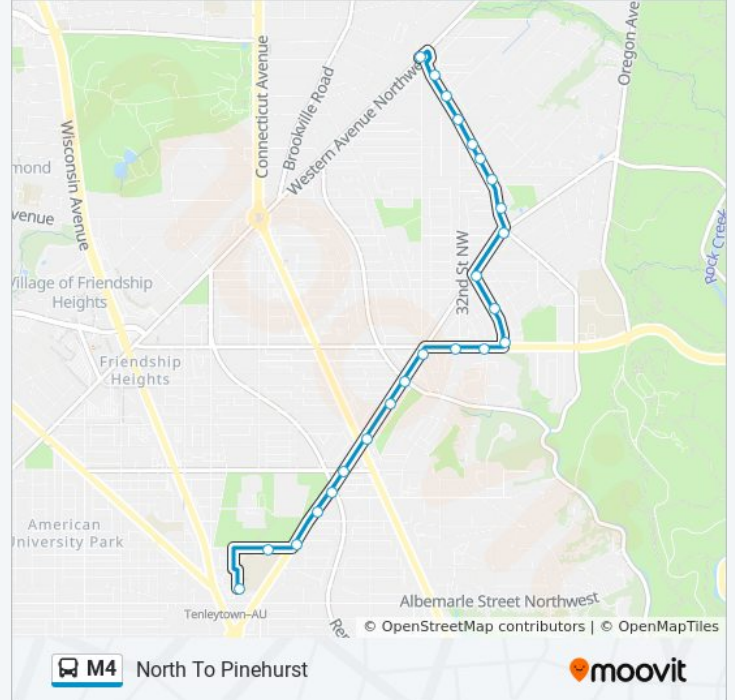 Connecticut Avenue
Oregon Ave
Brookville Road
Western Avenue Northwe
Wisconsin Avenue
mond
venue
32nd St NW
Rock Creek
Village of Friendship
Heights
Friendship
Heights
American
University Park
Albemarle Street Northwest
Tenleytown-AU
Ren
© OpenStreetMap contributors | © OpenMapTiles
M4 North To Pinehurst
moovit